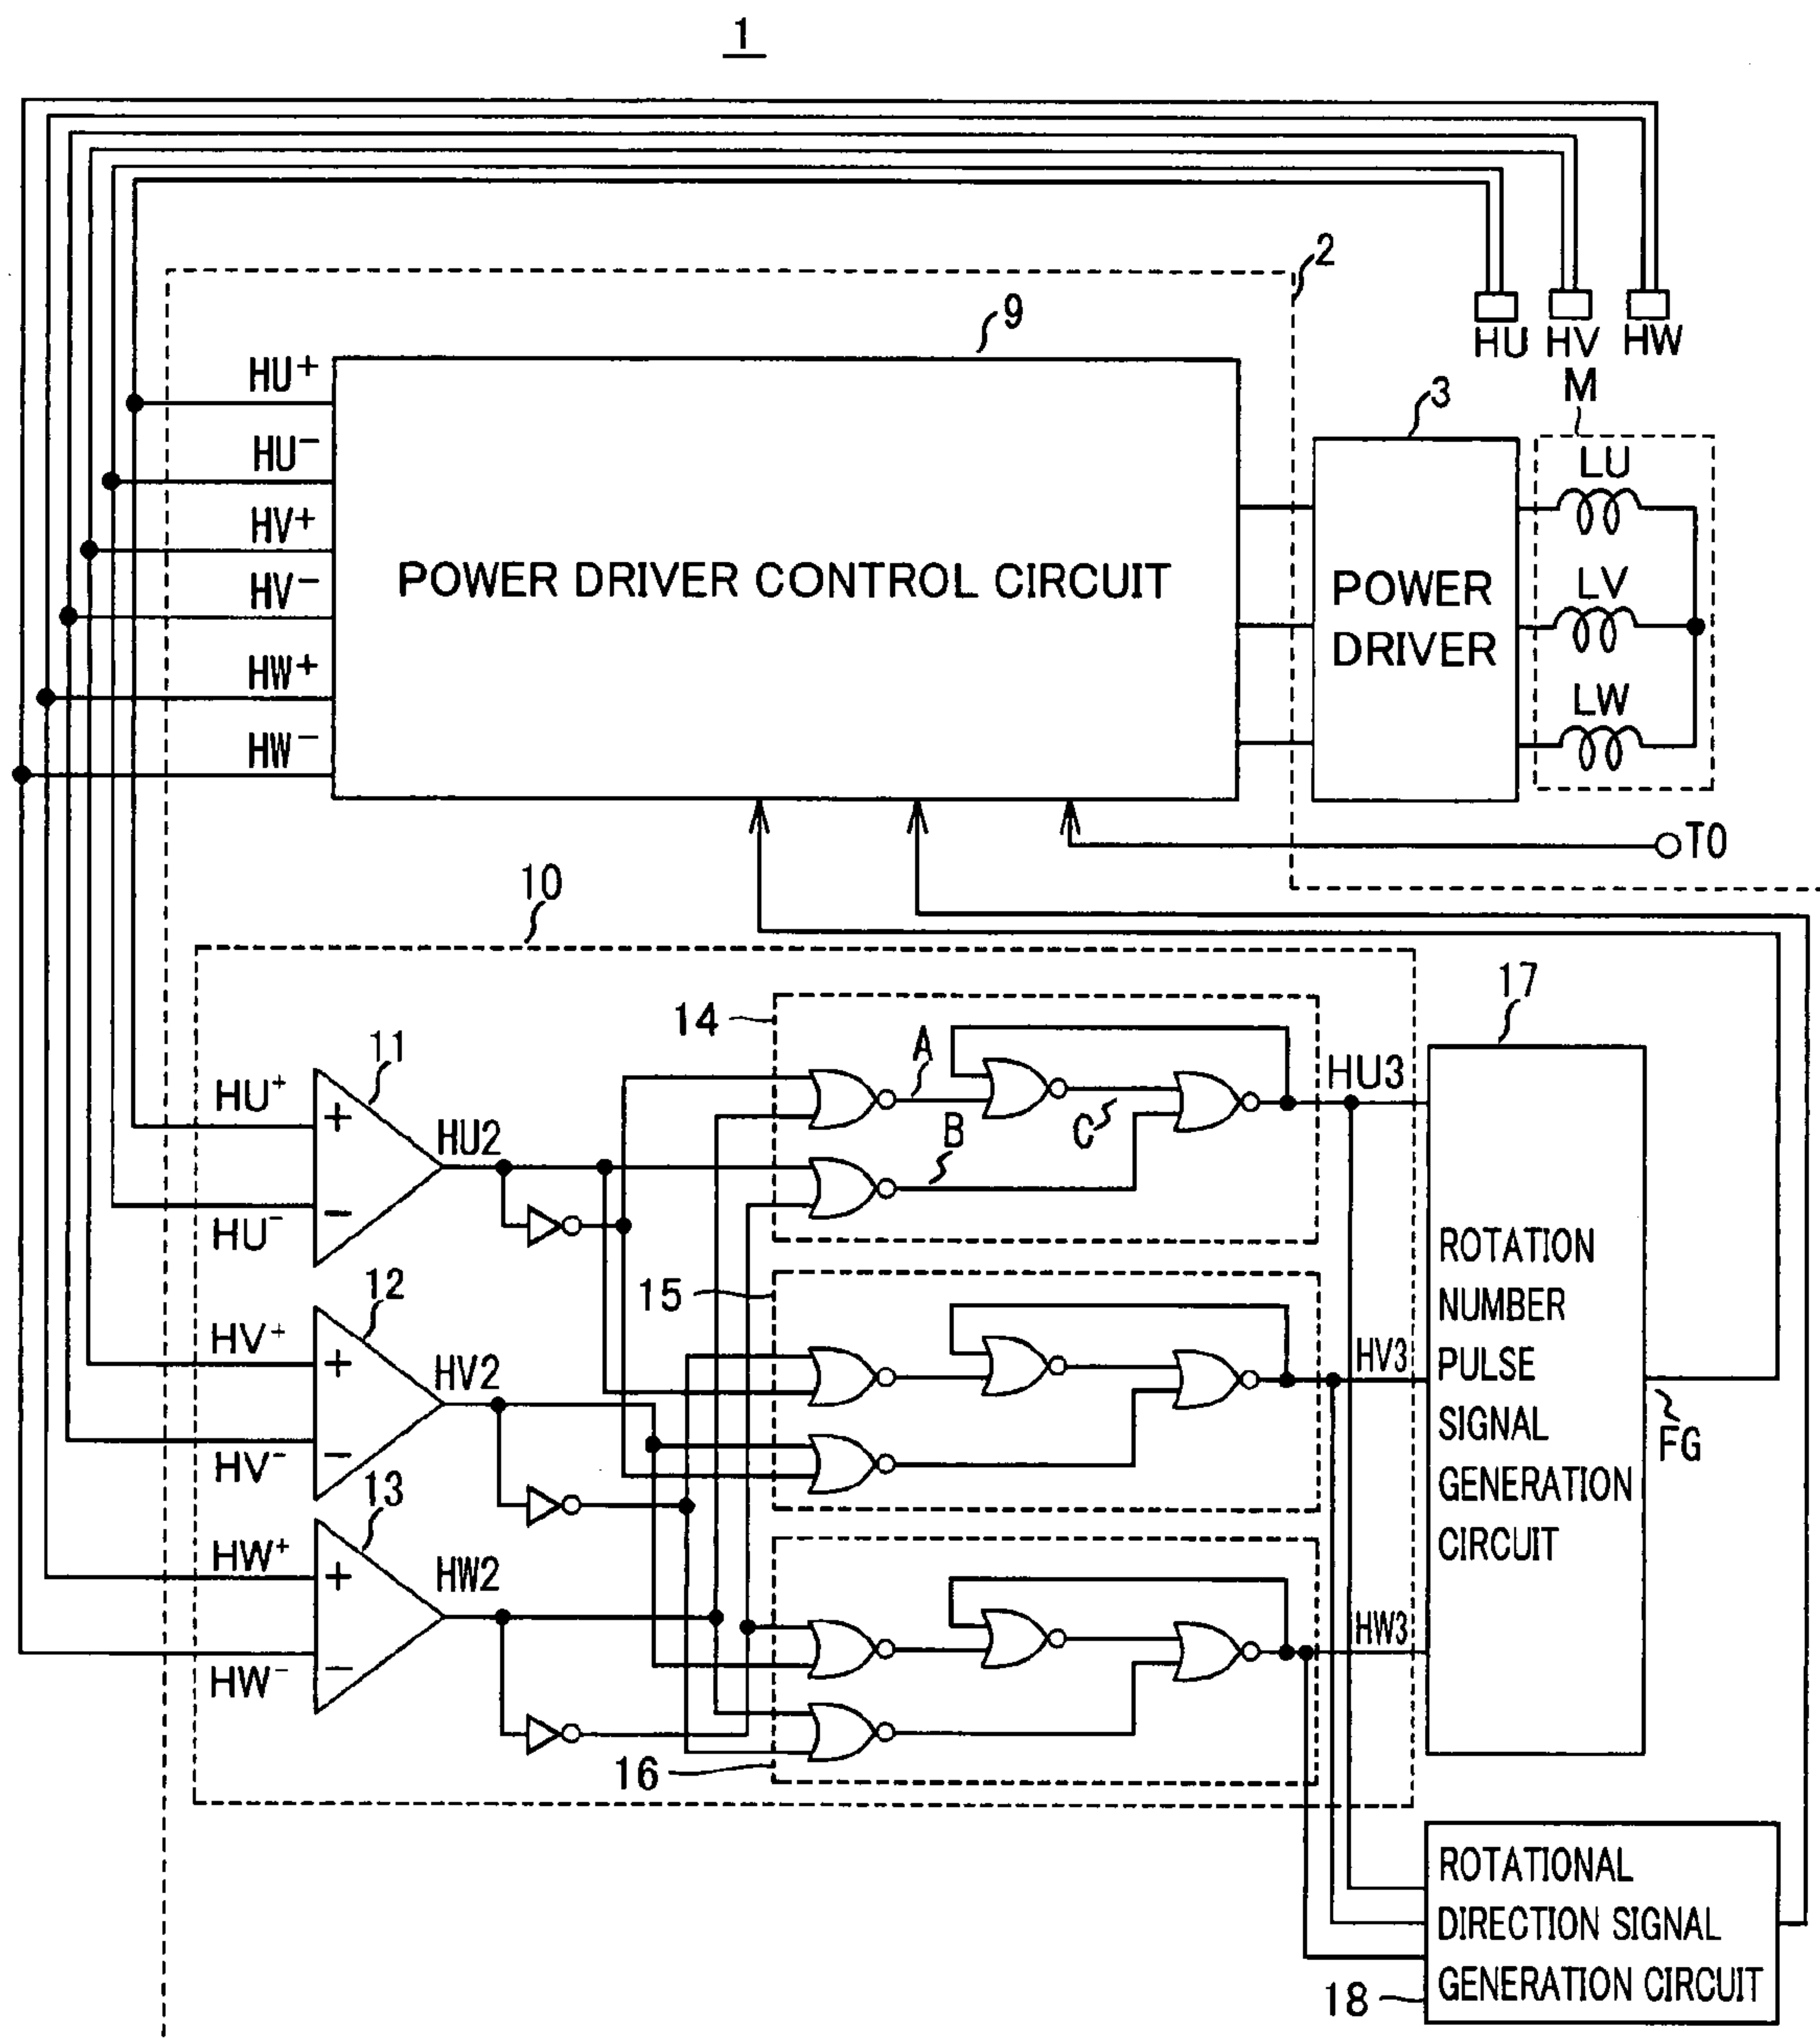 1
2
9
HU HV HW
M
3
HU+
HU-
HV+
HV-
HW+
HW-
POWER DRIVER CONTROL CIRCUIT
POWER
DRIVER
LU
LV
LW
T0
10
17
14
11
A
HU3
HU+
+
HU2
B
C
-
HU-
12
15
ROTATION
NUMBER
PULSE
SIGNAL
GENERATION
CIRCUIT
HV+
+
HV2
HV3
-
HV-
FG
13
HW+
+
HW2
HW3
-
HW-
16
ROTATIONAL
DIRECTION SIGNAL
GENERATION CIRCUIT
18